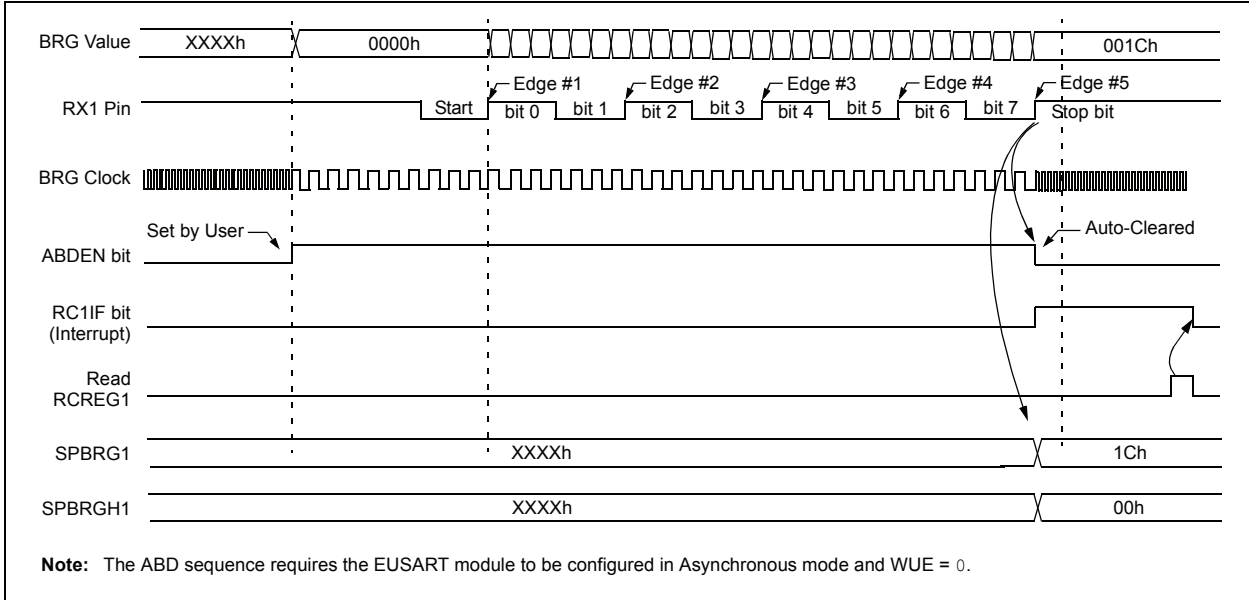 BRG Value XXXXh 0000h 001Ch
Edge #1 Edge #2 Edge #3 Edge #4 Edge #5
RX1 Pin Start bit 0 bit 1 bit 2 bit 3 bit 4 bit 5 bit 6 bit 7 Stop bit
BRG Clock
Set by User Auto-Cleared
ABDEN bit
RC1IF bit
(Interrupt)
Read
RCREG1
SPBRG1 XXXXh 1Ch
SPBRGH1 XXXXh 00h
Note: The ABD sequence requires the EUSART module to be configured in Asynchronous mode and WUE = 0.